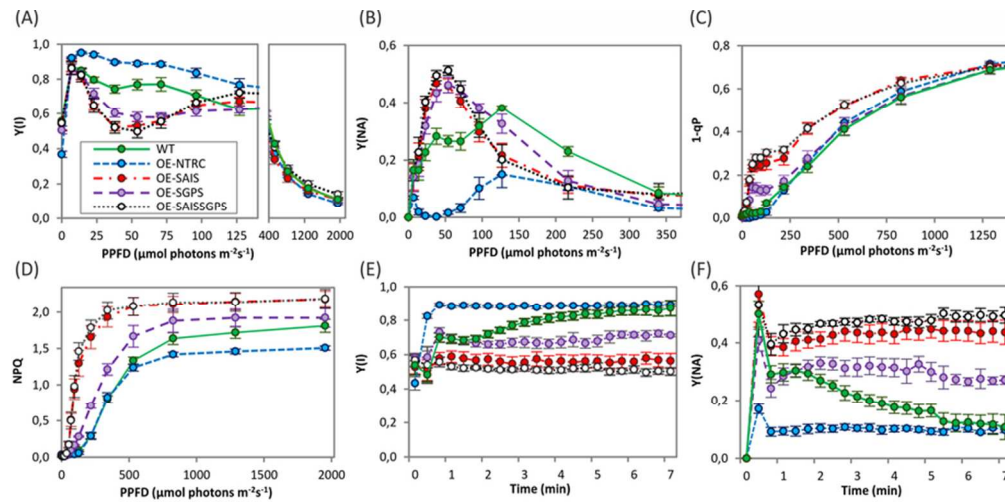 (A)
1,0
0,8
0,6
0,4
0,2
0,0
Y(I)
WT
OE-NTRC
OE-SAIS
OE-SGPS
OE-SAISSGPS
0 25 50 75 100 125 400 1200 2000
PPFD (µmol photons m⁻²s⁻¹)
(B)
0,6
0,4
0,2
0,0
Y(NA)
0 50 100 150 200 250 300 350
PPFD (µmol photons m⁻²s⁻¹)
(C)
0,8
0,6
0,4
0,2
0,0
1-qP
0 250 500 750 1000 1250
PPFD (µmol photons m⁻²s⁻¹)
(D)
2,0
1,5
1,0
0,5
0,0
NPQ
0 500 1000 1500 2000
PPFD (µmol photons m⁻²s⁻¹)
(E)
1,0
0,8
0,6
0,4
0,2
0,0
Y(I)
0 1 2 3 4 5 6 7
Time (min)
(F)
0,6
0,4
0,2
0,0
Y(NA)
0 1 2 3 4 5 6 7
Time (min)